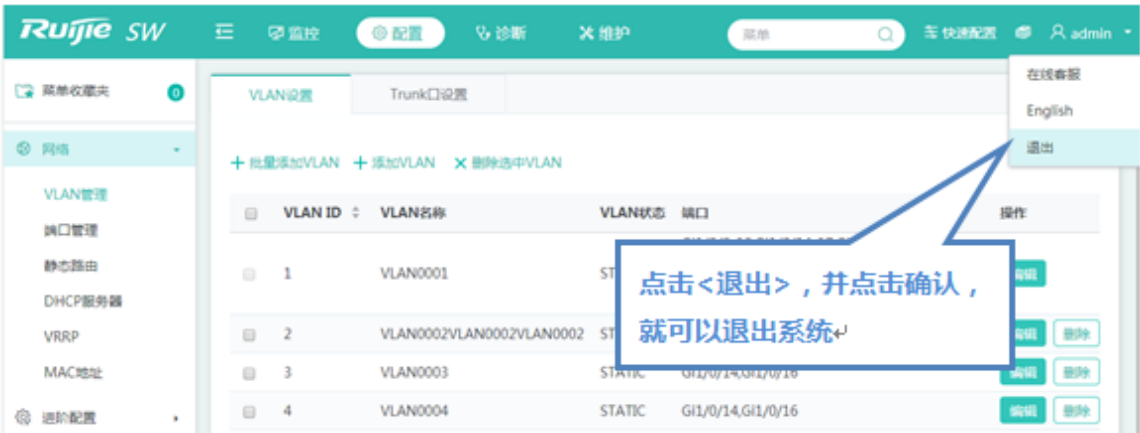 Ruijie SW 监控 配置 诊断 维护 菜单 快速配置 admin
在线客服
English
退出
菜单收藏夹 0
网络
VLAN管理
端口管理
静态路由
DHCP服务器
VRRP
MAC地址
进阶配置
VLAN设置 Trunk口设置
批量添加VLAN 添加VLAN 删除选中VLAN
VLAN ID VLAN名称 VLAN状态 端口 操作
1 VLAN0001 ST 编辑
2 VLAN0002VLAN0002VLAN0002 ST 编辑 删除
3 VLAN0003 STATIC Gi1/0/14,Gi1/0/16 编辑 删除
4 VLAN0004 STATIC Gi1/0/14,Gi1/0/16 编辑 删除
点击<退出>，并点击确认，
就可以退出系统↵